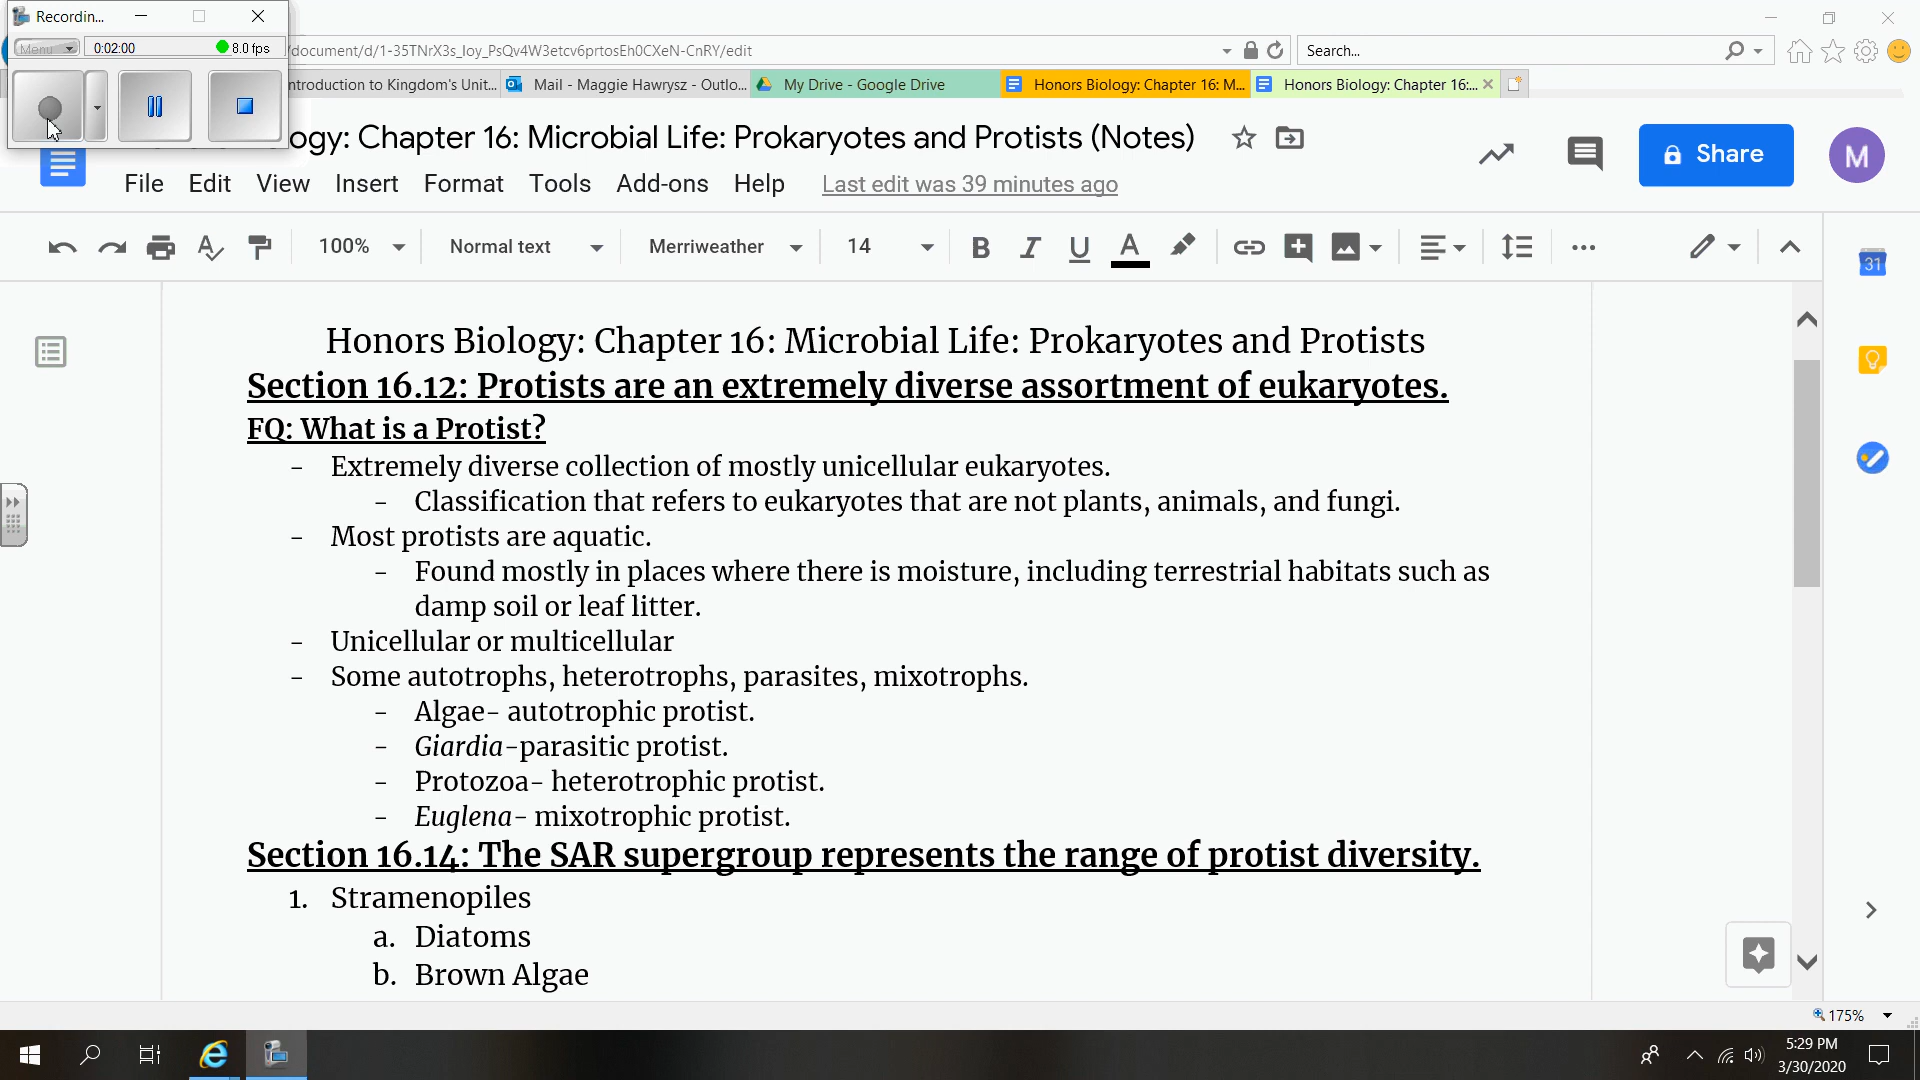 Recordin...
Menu
0:02:00
8.0 fps
/document/d/1-35TNrX3s_Ioy_PsQv4W3etcv6prtosEh0CXeN-CnRY/edit
Search...
ntroduction to Kingdom's Unit...
Mail - Maggie Hawrysz - Outlo...
My Drive - Google Drive
Honors Biology: Chapter 16: M...
Honors Biology: Chapter 16:...
ogy: Chapter 16: Microbial Life: Prokaryotes and Protists (Notes)
Share
M
File Edit View Insert Format Tools Add-ons Help Last edit was 39 minutes ago
100% Normal text Merriweather 14 B I U A
31
Honors Biology: Chapter 16: Microbial Life: Prokaryotes and Protists
Section 16.12: Protists are an extremely diverse assortment of eukaryotes.
FQ: What is a Protist?
- Extremely diverse collection of mostly unicellular eukaryotes.
- Classification that refers to eukaryotes that are not plants, animals, and fungi.
- Most protists are aquatic.
- Found mostly in places where there is moisture, including terrestrial habitats such as
damp soil or leaf litter.
- Unicellular or multicellular
- Some autotrophs, heterotrophs, parasites, mixotrophs.
- Algae- autotrophic protist.
- Giardia-parasitic protist.
- Protozoa- heterotrophic protist.
- Euglena- mixotrophic protist.
Section 16.14: The SAR supergroup represents the range of protist diversity.
1. Stramenopiles
a. Diatoms
b. Brown Algae
175%
5:29 PM
3/30/2020